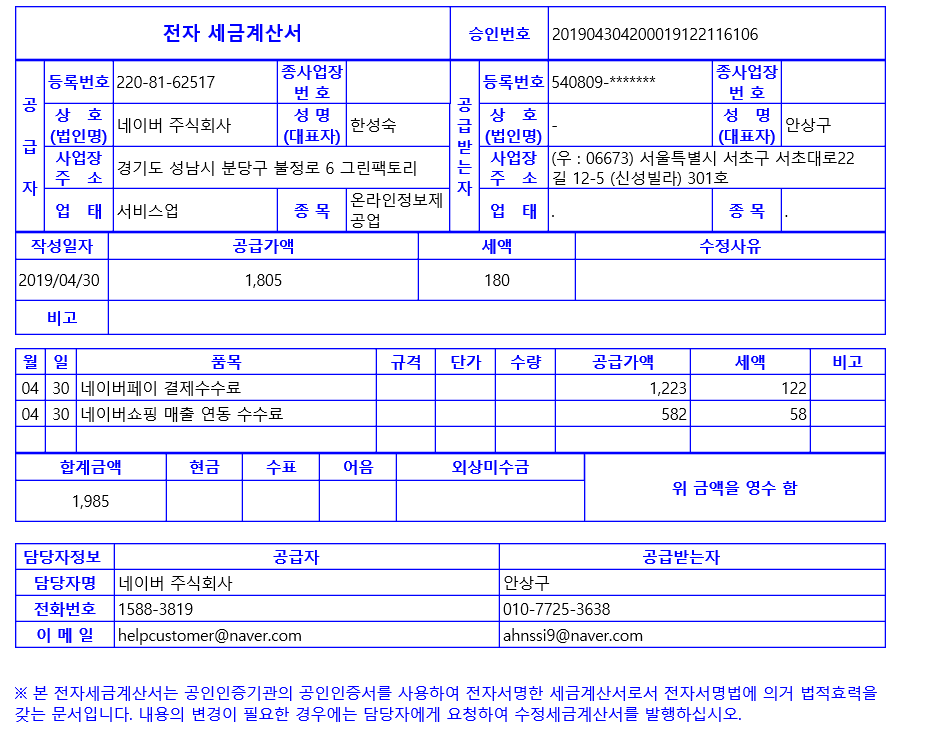 전자 세금계산서 승인번호 201904304200019122116106
공급자 등록번호 220-81-62517 종사업장 번 호 공급받는자 등록번호 540809-******* 종사업장 번 호
상 호 (법인명) 네이버 주식회사 성 명 (대표자) 한성숙 상 호 (법인명) - 성 명 (대표자) 안상구
사업장 주 소 경기도 성남시 분당구 불정로 6 그린팩토리 사업장 주 소 (우 : 06673) 서울특별시 서초구 서초대로22길 12-5 (신성빌라) 301호
업 태 서비스업 종 목 온라인정보제공업 업 태 . 종 목 .
작성일자 공급가액 세액 수정사유
2019/04/30 1,805 180
비고
월 일 품목 규격 단가 수량 공급가액 세액 비고
04 30 네이버페이 결제수수료 1,223 122
04 30 네이버쇼핑 매출 연동 수수료 582 58
합계금액 현금 수표 어음 외상미수금 위 금액을 영수 함
1,985
담당자정보 공급자 공급받는자
담당자명 네이버 주식회사 안상구
전화번호 1588-3819 010-7725-3638
이 메 일 helpcustomer@naver.com ahnssi9@naver.com
※ 본 전자세금계산서는 공인인증기관의 공인인증서를 사용하여 전자서명한 세금계산서로서 전자서명법에 의거 법적효력을
갖는 문서입니다. 내용의 변경이 필요한 경우에는 담당자에게 요청하여 수정세금계산서를 발행하십시오.